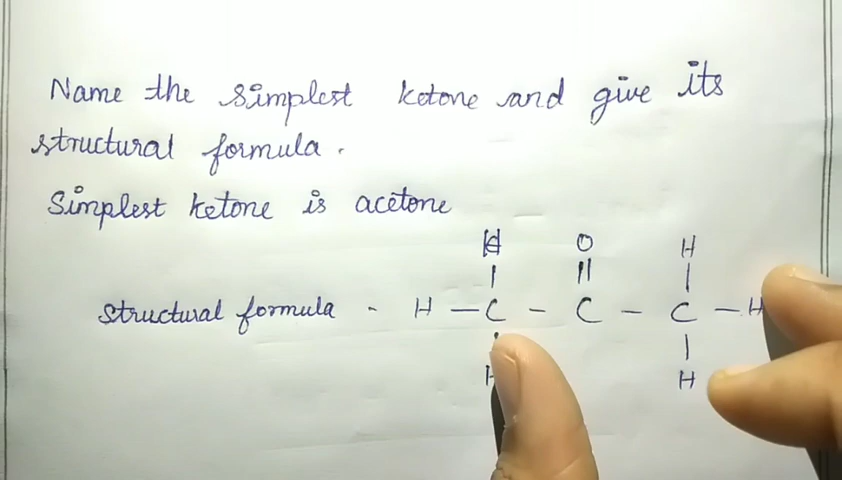 Name the simplest ketone and give its
structural formula.
Simplest ketone is acetone
H O H
structural formula - H - C - C - C - H
H H